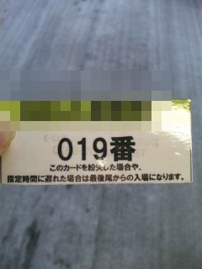 019番
このカードを紛失した場合や、
指定時間に遅れた場合は最後尾からの入場になります。